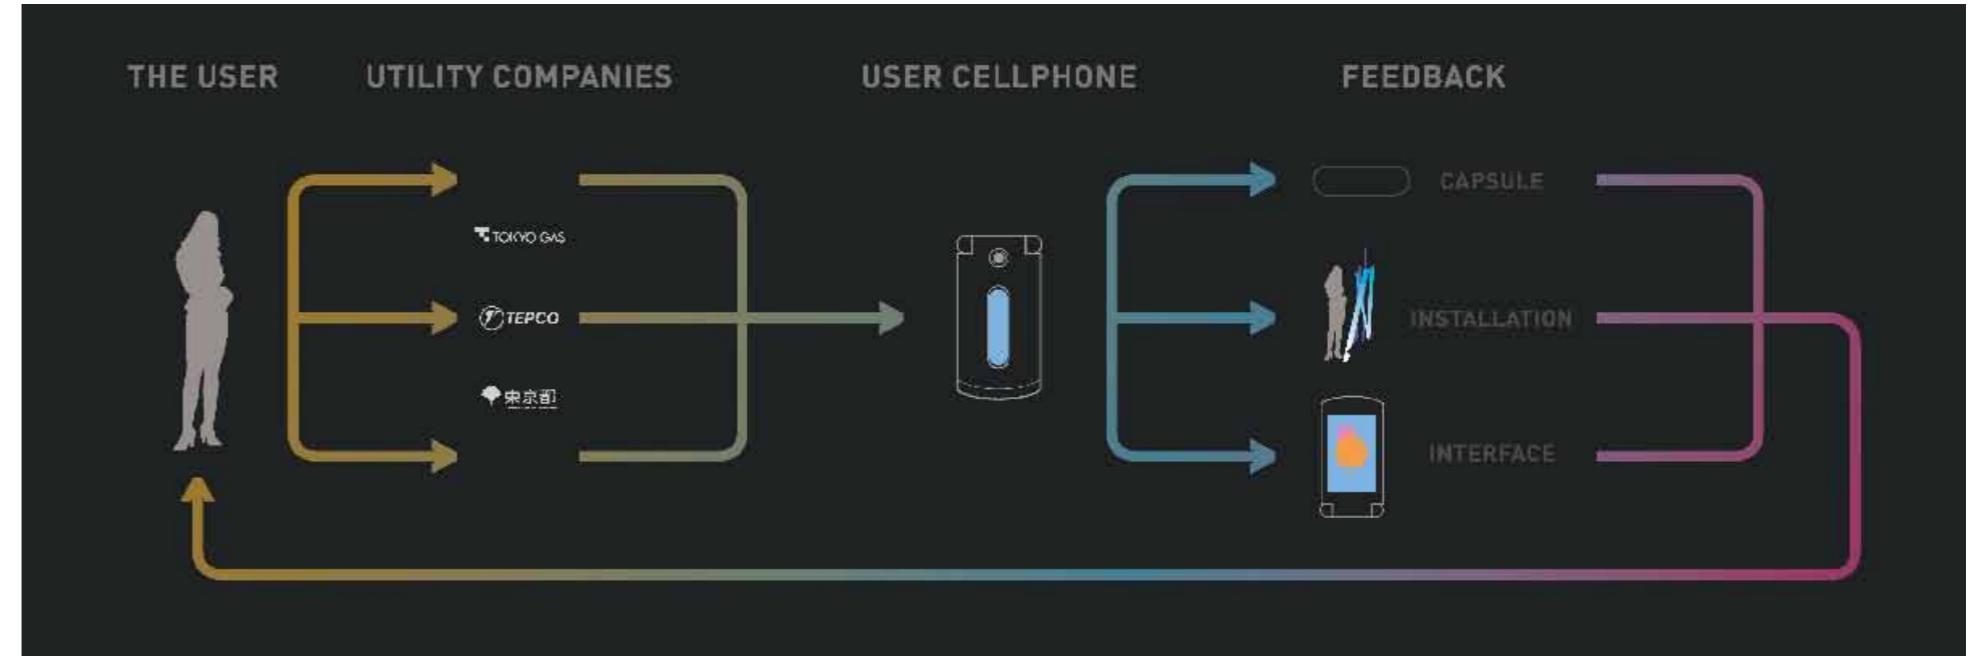 THE USER
UTILITY COMPANIES
USER CELLPHONE
FEEDBACK
TOKYO GAS
TEPCO
東京都
CAPSULE
INSTALLATION
INTERFACE